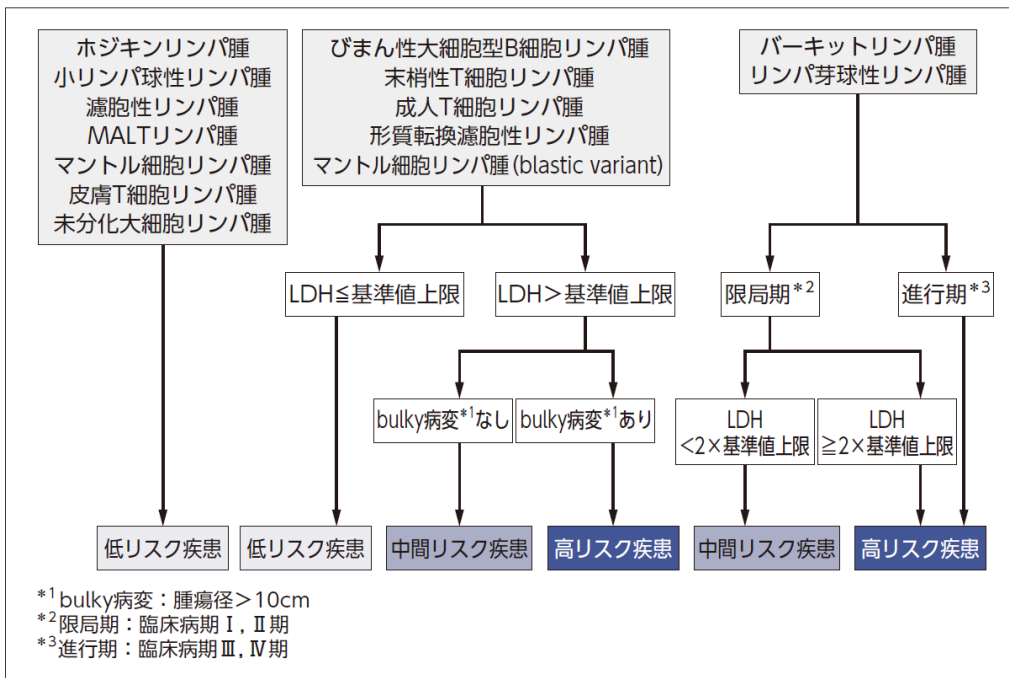 ホジキンリンパ腫
小リンパ球性リンパ腫
濾胞性リンパ腫
MALTリンパ腫
マントル細胞リンパ腫
皮膚T細胞リンパ腫
未分化大細胞リンパ腫
びまん性大細胞型B細胞リンパ腫
末梢性T細胞リンパ腫
成人T細胞リンパ腫
形質転換濾胞性リンパ腫
マントル細胞リンパ腫(blastic variant)
バーキットリンパ腫
リンパ芽球性リンパ腫
LDH≦基準値上限
LDH>基準値上限
限局期*2
進行期*3
bulky病変*1なし
bulky病変*1あり
LDH
<2×基準値上限
LDH
≧2×基準値上限
低リスク疾患
低リスク疾患
中間リスク疾患
高リスク疾患
中間リスク疾患
高リスク疾患
*1 bulky病変:腫瘍径>10cm
*2限局期:臨床病期Ⅰ,Ⅱ期
*3進行期:臨床病期Ⅲ,Ⅳ期